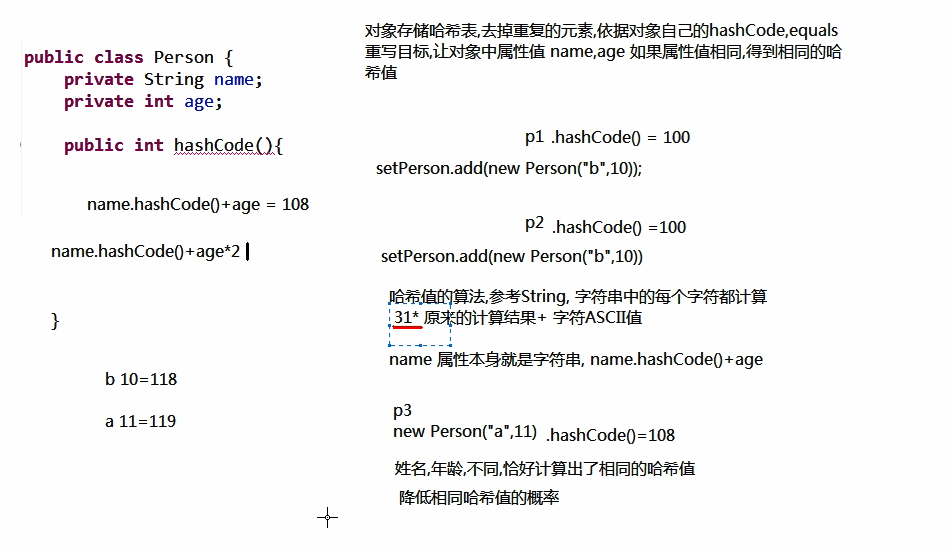 public class Person {
private String name;
private int age;
public int hashCode(){
name.hashCode()+age = 108
name.hashCode()+age*2
}
b 10=118
a 11=119
对象存储哈希表,去掉重复的元素,依据对象自己的hashCode,equals
重写目标,让对象中属性值 name,age 如果属性值相同,得到相同的哈
希值
p1 .hashCode() = 100
setPerson.add(new Person("b",10));
p2 .hashCode() =100
setPerson.add(new Person("b",10))
哈希值的算法,参考String, 字符串中的每个字符都计算
31* 原来的计算结果+ 字符ASCII值
name 属性本身就是字符串, name.hashCode()+age
p3
new Person("a",11) .hashCode()=108
姓名,年龄,不同,恰好计算出了相同的哈希值
降低相同哈希值的概率